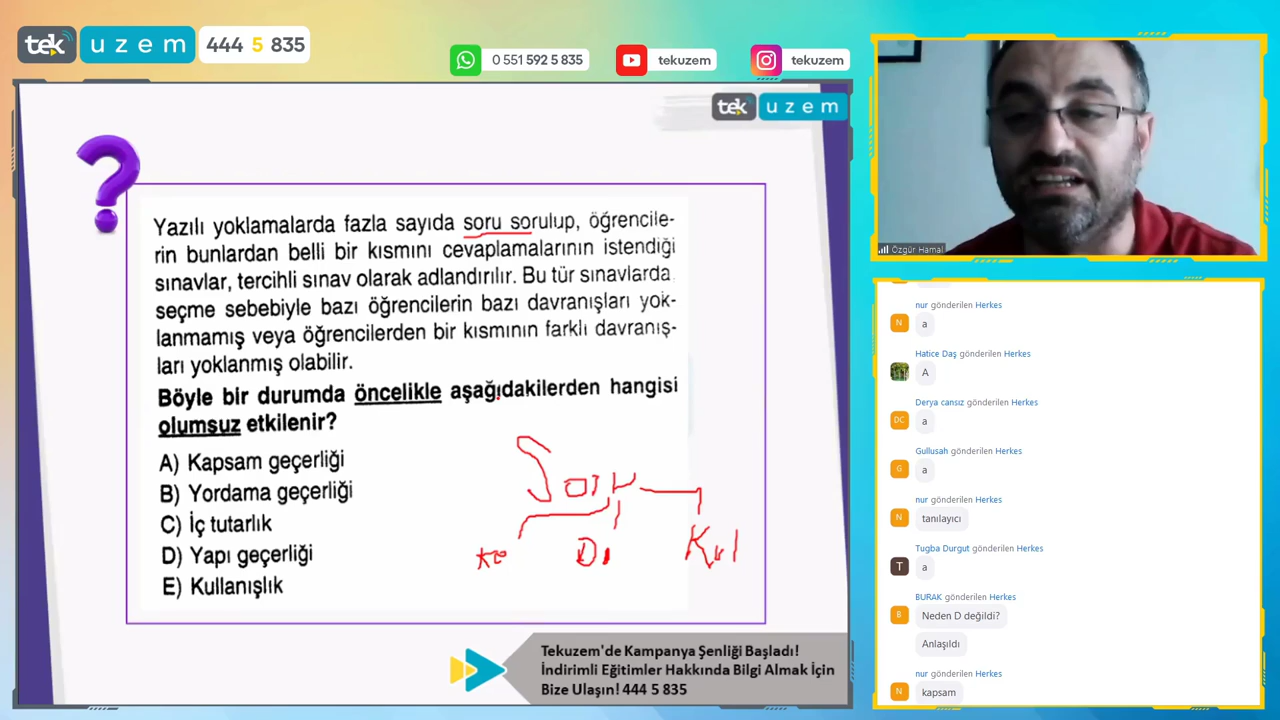 tek uzem 444 5 835
0 551 592 5 835
tekuzem
tekuzem
tek uzem
Yazılı yoklamalarda fazla sayıda soru sorulup, öğrencile-
rin bunlardan belli bir kısmını cevaplamalarının istendiği
sınavlar, tercihli sınav olarak adlandırılır. Bu tür sınavlarda
seçme sebebiyle bazı öğrencilerin bazı davranışları yok-
lanmamış veya öğrencilerden bir kısmının farklı davranış-
ları yoklanmış olabilir.
Böyle bir durumda öncelikle aşağıdakilerden hangisi
olumsuz etkilenir?
A) Kapsam geçerliği
B) Yordama geçerliği
C) İç tutarlık
D) Yapı geçerliği
E) Kullanışlık
Soru
Kul
Tekuzem'de Kampanya Şenliği Başladı!
İndirimli Eğitimler Hakkında Bilgi Almak İçin
Bize Ulaşın! 444 5 835
Özgür Hamal
nur gönderilen Herkes
N
a
Hatice Daş gönderilen Herkes
A
Derya cansız gönderilen Herkes
DC
a
Gullusah gönderilen Herkes
G
a
nur gönderilen Herkes
N
tanılayıcı
Tugba Durgut gönderilen Herkes
T
a
BURAK gönderilen Herkes
B
Neden D değildi?
Anlaşıldı
nur gönderilen Herkes
N
kapsam